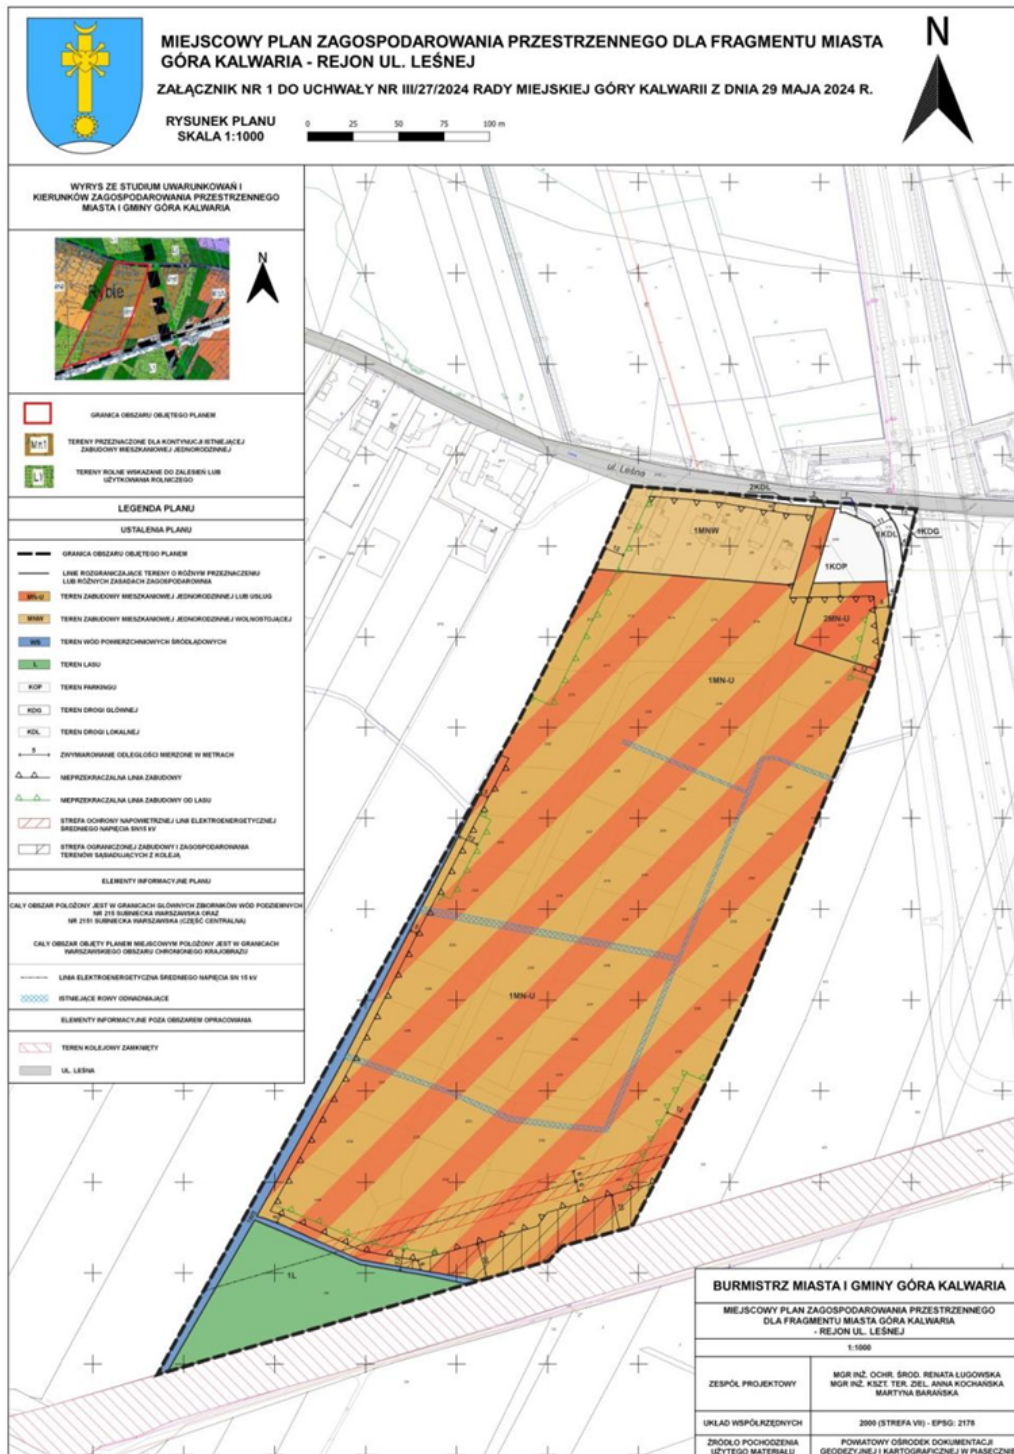 MIEJSCOWY PLAN ZAGOSPODAROWANIA PRZESTRZENNEGO DLA FRAGMENTU MIASTA
GÓRA KALWARIA - REJON UL. LEŚNEJ
ZAŁĄCZNIK NR 1 DO UCHWAŁY NR III/27/2024 RADY MIEJSKIEJ GÓRY KALWARII Z DNIA 29 MAJA 2024 R.
RYSUNEK PLANU
SKALA 1:1000
0 25 50 75 100 m
N
WYRYS ZE STUDIUM UWARUNKOWAŃ I
KIERUNKÓW ZAGOSPODAROWANIA PRZESTRZENNEGO
MIASTA I GMINY GÓRA KALWARIA
N
Rybie
GRANICA OBSZARU OBJĘTEGO PLANEM
TERENY PRZEZNACZONE DLA KONTYNUCJI ISTNIEJĄCEJ
ZABUDOWY MIESZKANIOWEJ JEDNORODZINNEJ
TERENY ROLNE WSKAZANE DO ZALESIEŃ LUB
UŻYTKOWANIA ROLNICZEGO
LEGENDA PLANU
USTALENIA PLANU
GRANICA OBSZARU OBJĘTEGO PLANEM
LINIE ROZGRANICZAJĄCE TERENY O RÓŻNYM PRZEZNACZENIU
LUB RÓŻNYCH ZASADACH ZAGOSPODAROWNIA
MN-U TEREN ZABUDOWY MIESZKANIOWEJ JEDNORODZINNEJ LUB USŁUG
MNW TEREN ZABUDOWY MIESZKANIOWEJ JEDNORODZINNEJ WOLNOSTOJĄCEJ
WS TEREN WÓD POWIERZCHNIOWYCH ŚRÓDLĄDOWYCH
L TEREN LASU
KOP TEREN PARKINGU
KDG TEREN DROGI GŁÓWNEJ
KDL TEREN DROGI LOKALNEJ
5 ZWYMIAROWANIE ODLEGŁOŚCI MIERZONE W METRACH
NIEPRZEKRACZALNA LINIA ZABUDOWY
NIEPRZEKRACZALNA LINIA ZABUDOWY OD LASU
STREFA OCHRONY NAPOWIETRZNEJ LINII ELEKTROENERGETYCZNEJ
ŚREDNIEGO NAPIĘCIA SN15 kV
STREFA OGRANICZONEJ ZABUDOWY I ZAGOSPODAROWANIA
TERENÓW SĄSIADUJĄCYCH Z KOLEJĄ
ELEMENTY INFORMACYJNE PLANU
CAŁY OBSZAR POŁOŻONY JEST W GRANICACH GŁÓWNYCH ZBIORNIKÓW WÓD PODZIEMNYCH
NR 215 SUBNIECKA WARSZAWSKA ORAZ
NR 2151 SUBNIECKA WARSZAWSKA (CZĘŚĆ CENTRALNA)
CAŁY OBSZAR OBJĘTY PLANEM MIEJSCOWYM POŁOŻONY JEST W GRANICACH
WARSZAWSKIEGO OBSZARU CHRONIONEGO KRAJOBRAZU
LINIA ELEKTROENERGETYCZNA ŚREDNIEGO NAPIĘCIA SN 15 kV
ISTNIEJĄCE ROWY ODWADNIAJĄCE
ELEMENTY INFORMACYJNE POZA OBSZAREM OPRACOWANIA
TEREN KOLEJOWY ZAMKNIĘTY
UL. LEŚNA
ul. Leśna
2KDL
1MNW
1KDL
1KDG
1KOP
2MN-U
1MN-U
1MN-U
1L
BURMISTRZ MIASTA I GMINY GÓRA KALWARIA
MIEJSCOWY PLAN ZAGOSPODAROWANIA PRZESTRZENNEGO
DLA FRAGMENTU MIASTA GÓRA KALWARIA
- REJON UL. LEŚNEJ
1:1000
ZESPÓŁ PROJEKTOWY
MGR INŻ. OCHR. ŚROD. RENATA ŁUGOWSKA
MGR INŻ. KSZT. TER. ZIEL. ANNA KOCHAŃSKA
MARTYNA BARAŃSKA
UKŁAD WSPÓŁRZĘDNYCH
2000 (STREFA VII) - EPSG: 2178
ŹRÓDŁO POCHODZENIA
UŻYTEGO MATERIAŁU
POWIATOWY OŚRODEK DOKUMENTACJI
GEODEZYJNEJ I KARTOGRAFICZNEJ W PIASECZNIE